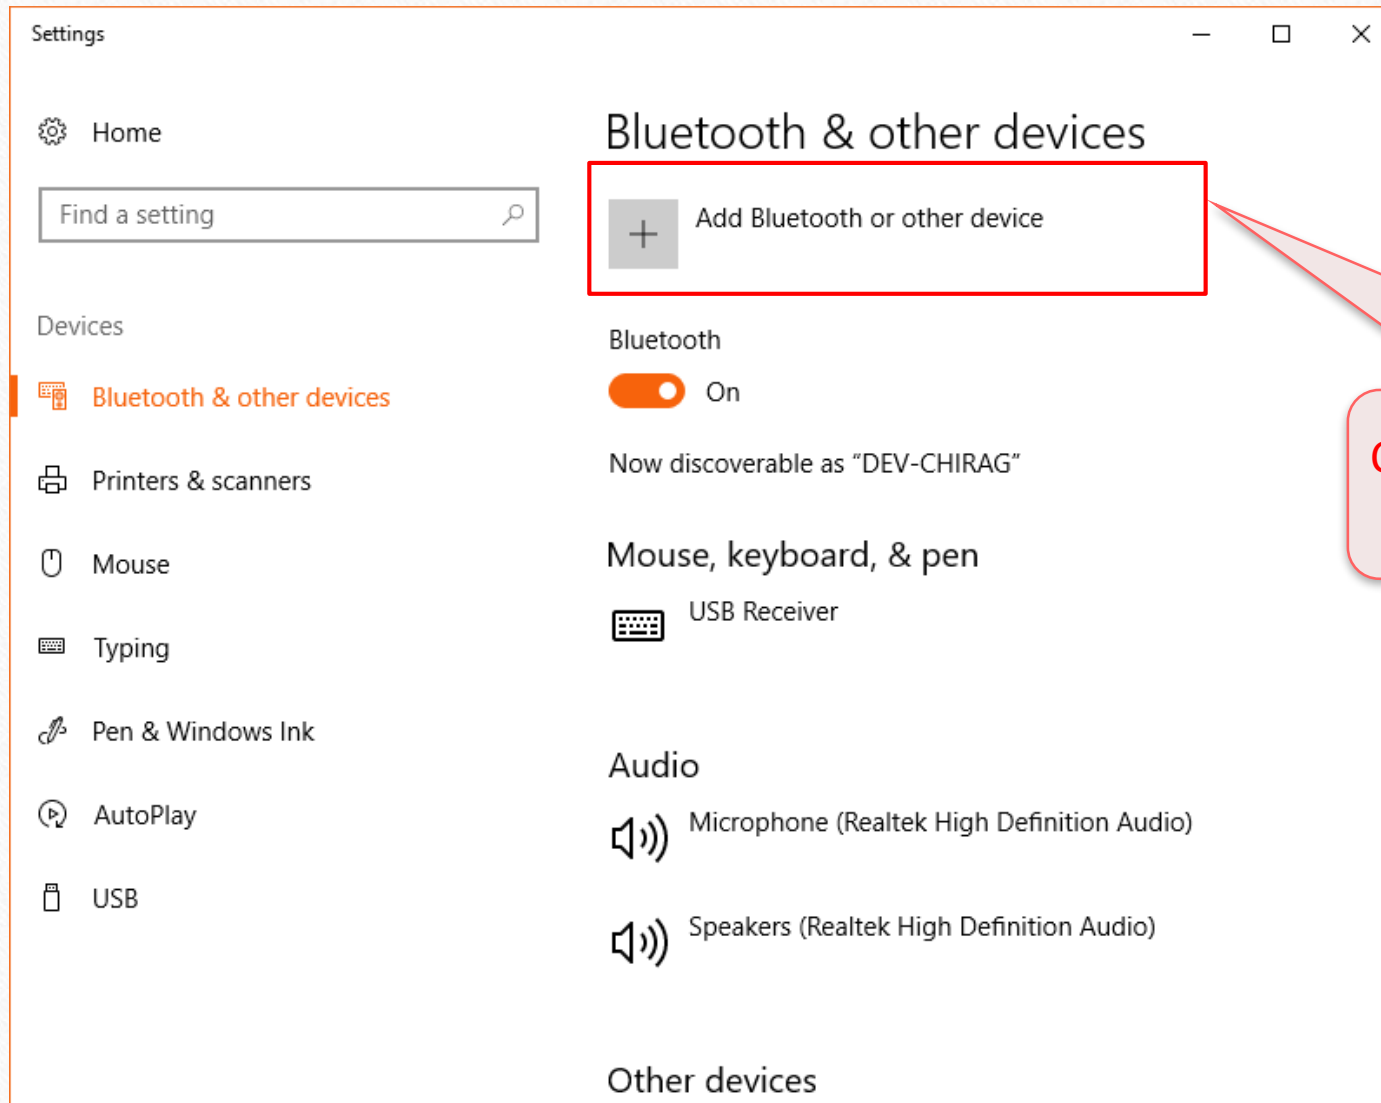 Settings
Home
Find a setting
Devices
Bluetooth & other devices
Printers & scanners
Mouse
Typing
Pen & Windows Ink
AutoPlay
USB
Bluetooth & other devices
Add Bluetooth or other device
Bluetooth
On
Now discoverable as “DEV-CHIRAG”
Mouse, keyboard, & pen
USB Receiver
Audio
Microphone (Realtek High Definition Audio)
Speakers (Realtek High Definition Audio)
Other devices